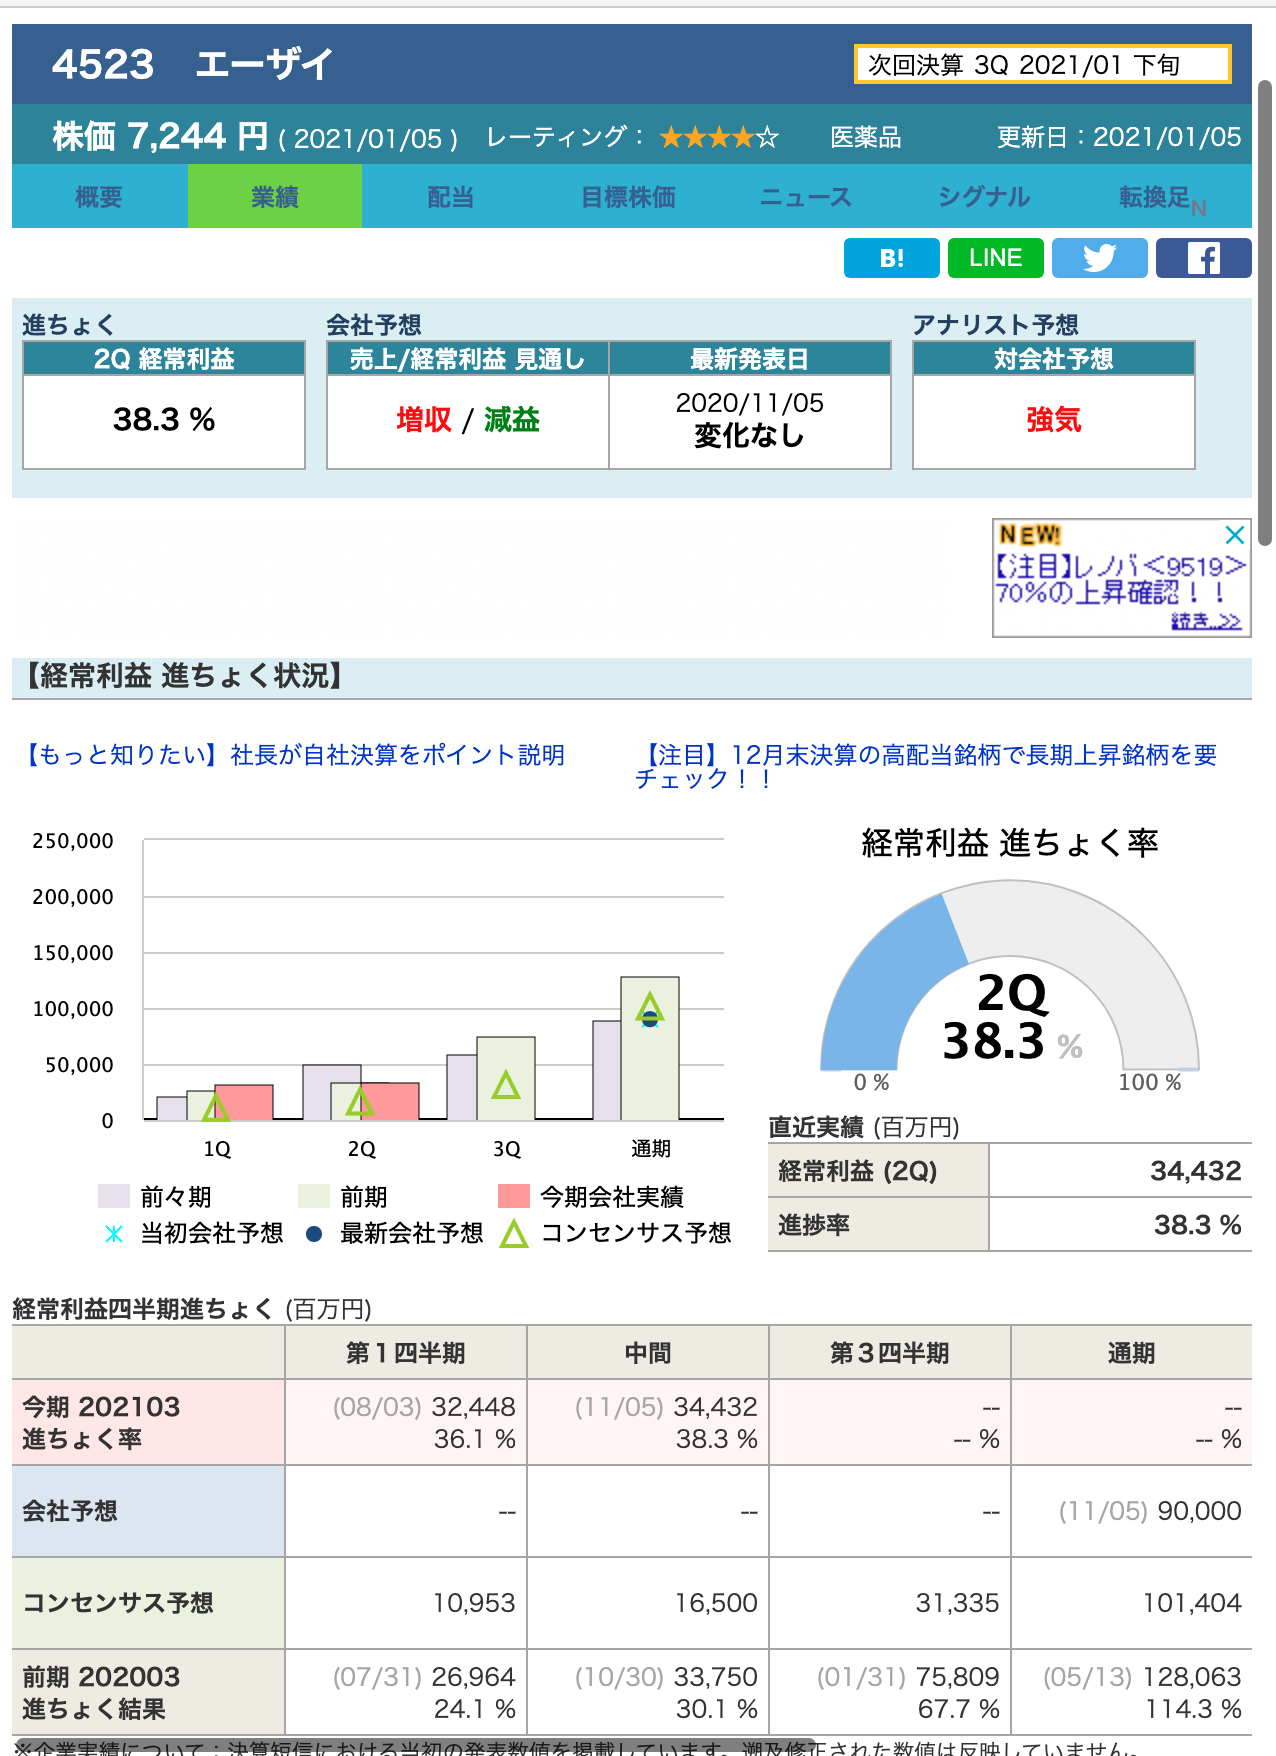 4523 エーザイ
次回決算 3Q 2021/01 下旬
株価 7,244 円 ( 2021/01/05 ) レーティング： ★★★★☆ 医薬品 更新日：2021/01/05
概要 業績 配当 目標株価 ニュース シグナル 転換足N
B! LINE
進ちょく 会社予想 アナリスト予想
2Q 経常利益 売上/経常利益 見通し 最新発表日 対会社予想
38.3 % 増収 / 減益 2020/11/05 強気
変化なし
NEW!
【注目】レノバ<9519>
70%の上昇確認！！
続き..>>
【経常利益 進ちょく状況】
【もっと知りたい】社長が自社決算をポイント説明
【注目】12月末決算の高配当銘柄で長期上昇銘柄を要
チェック！！
250,000
200,000
150,000
100,000
50,000
0
1Q 2Q 3Q 通期
前々期 前期 今期会社実績
当初会社予想 最新会社予想 コンセンサス予想
経常利益 進ちょく率
2Q
38.3 %
0 % 100 %
直近実績 (百万円)
経常利益 (2Q) 34,432
進捗率 38.3 %
経常利益四半期進ちょく (百万円)
第１四半期 中間 第３四半期 通期
今期 202103 (08/03) 32,448 (11/05) 34,432 -- --
進ちょく率 36.1 % 38.3 % -- % -- %
会社予想 -- -- -- (11/05) 90,000
コンセンサス予想 10,953 16,500 31,335 101,404
前期 202003 (07/31) 26,964 (10/30) 33,750 (01/31) 75,809 (05/13) 128,063
進ちょく結果 24.1 % 30.1 % 67.7 % 114.3 %
※企業実績について：決算短信における当初の発表数値を掲載しています。遡及修正された数値は反映していません。